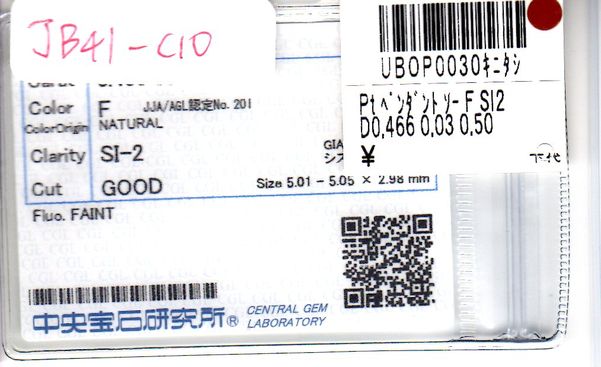 JB41-C10
UBOP0030ｷﾆﾀｼ
PtﾍﾟﾝﾀﾞﾝﾄｿｰF SI2
D0,466 0,03 0,50
¥
Color F JJA/AGL認定No. 201
ColorOrigin NATURAL
Clarity SI-2 GIA
シス
Cut GOOD Size 5.01 - 5.05 × 2.98 mm
Fluo. FAINT
中央宝石研究所® CENTRAL GEM
LABORATORY